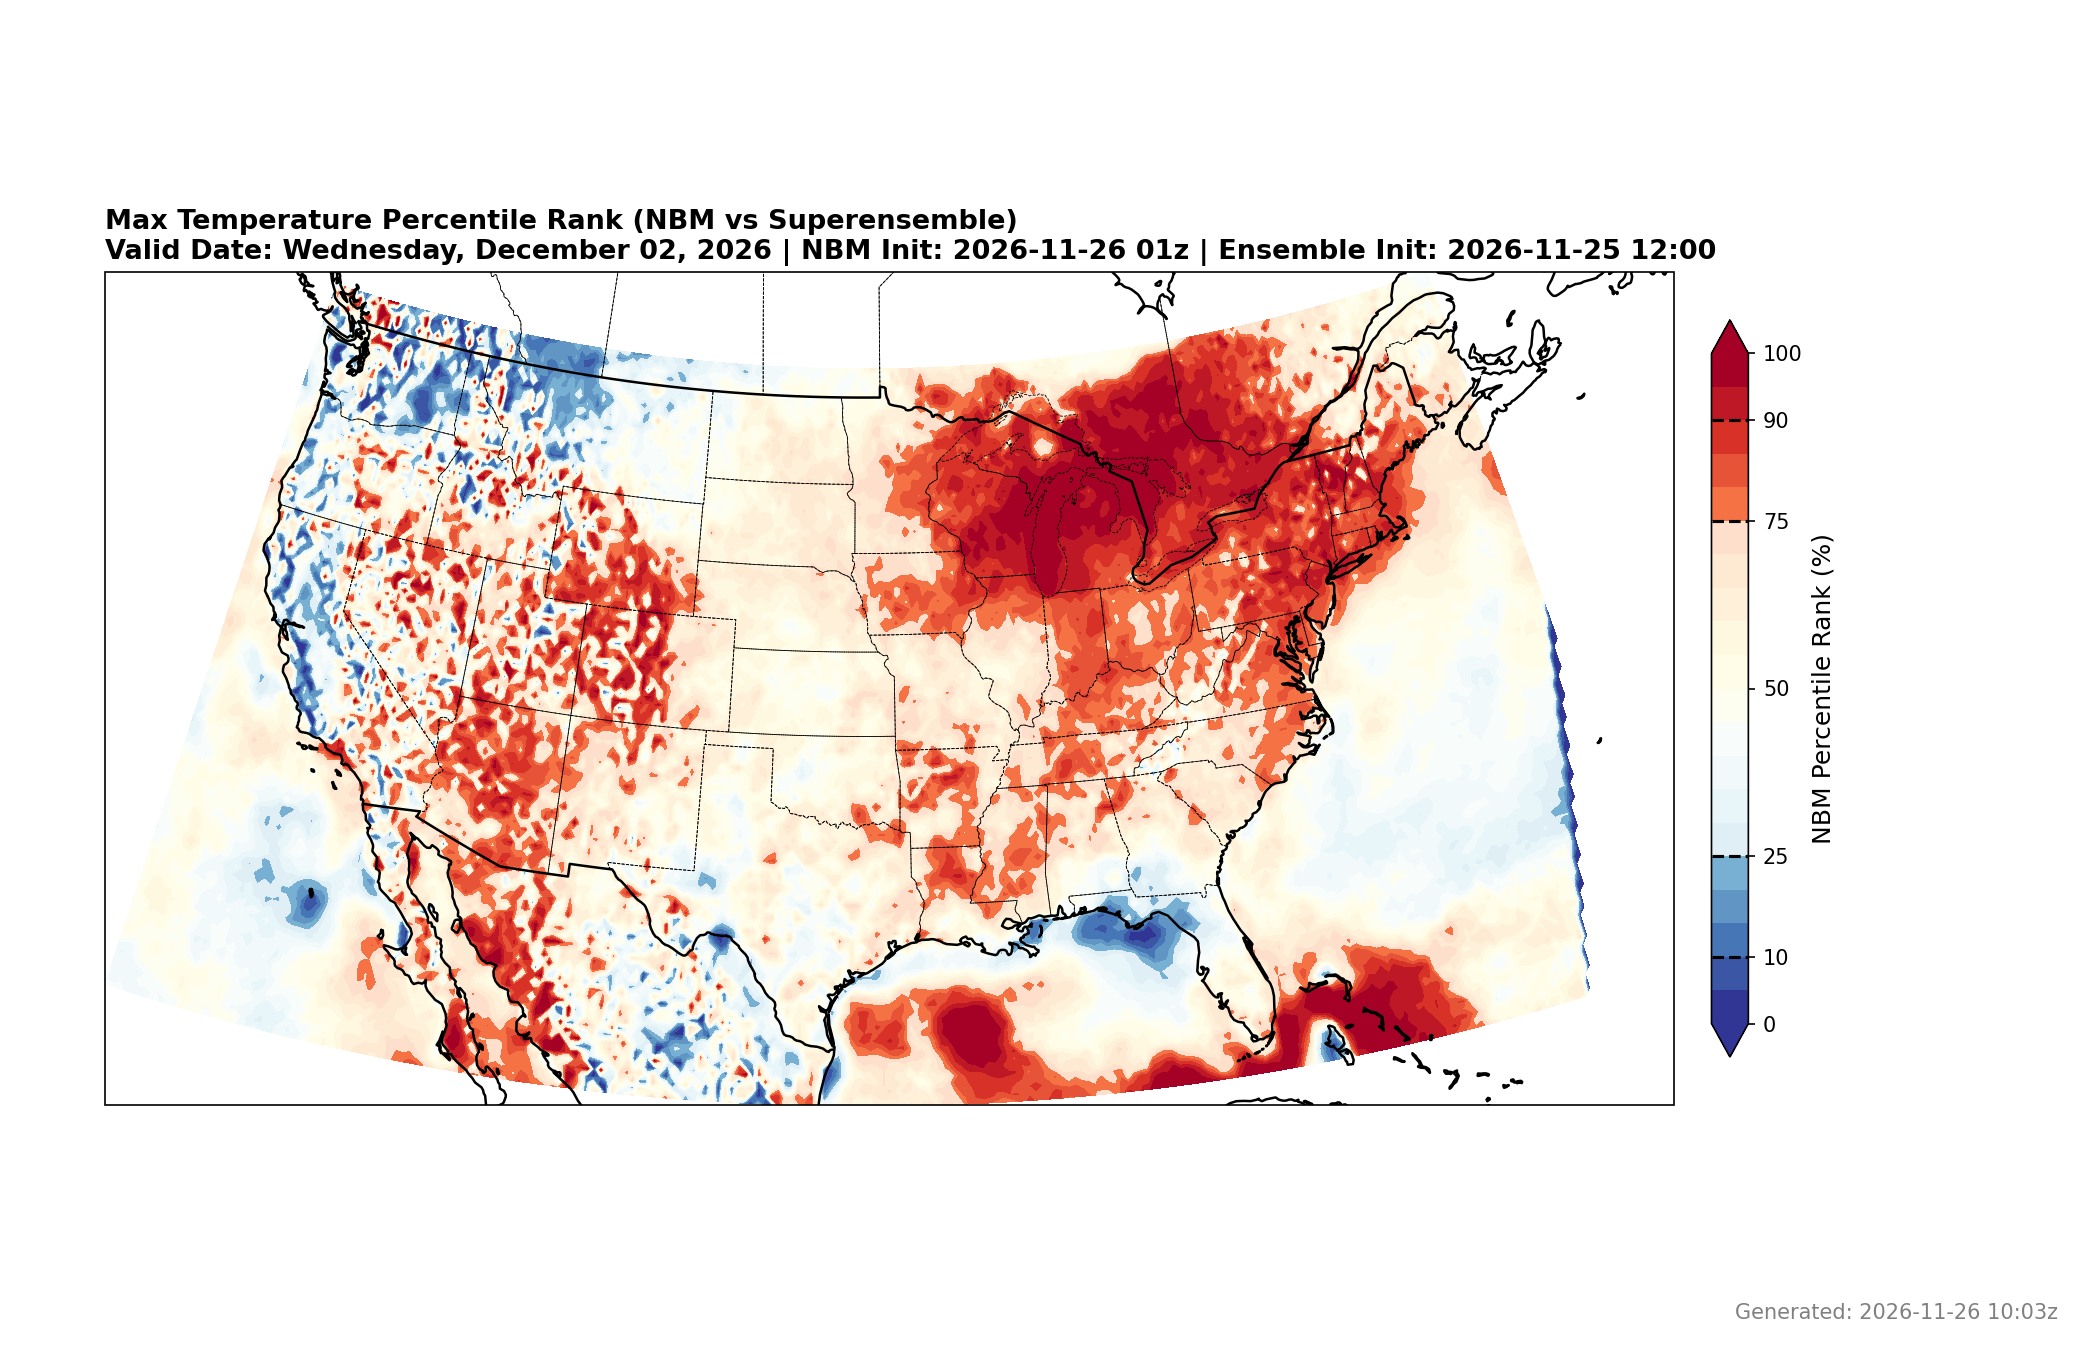 Max Temperature Percentile Rank (NBM vs Superensemble)
Valid Date: Wednesday, December 02, 2026 | NBM Init: 2026-11-26 01z | Ensemble Init: 2026-11-25 12:00
100
90
75
50
25
10
0
NBM Percentile Rank (%)
Generated: 2026-11-26 10:03z